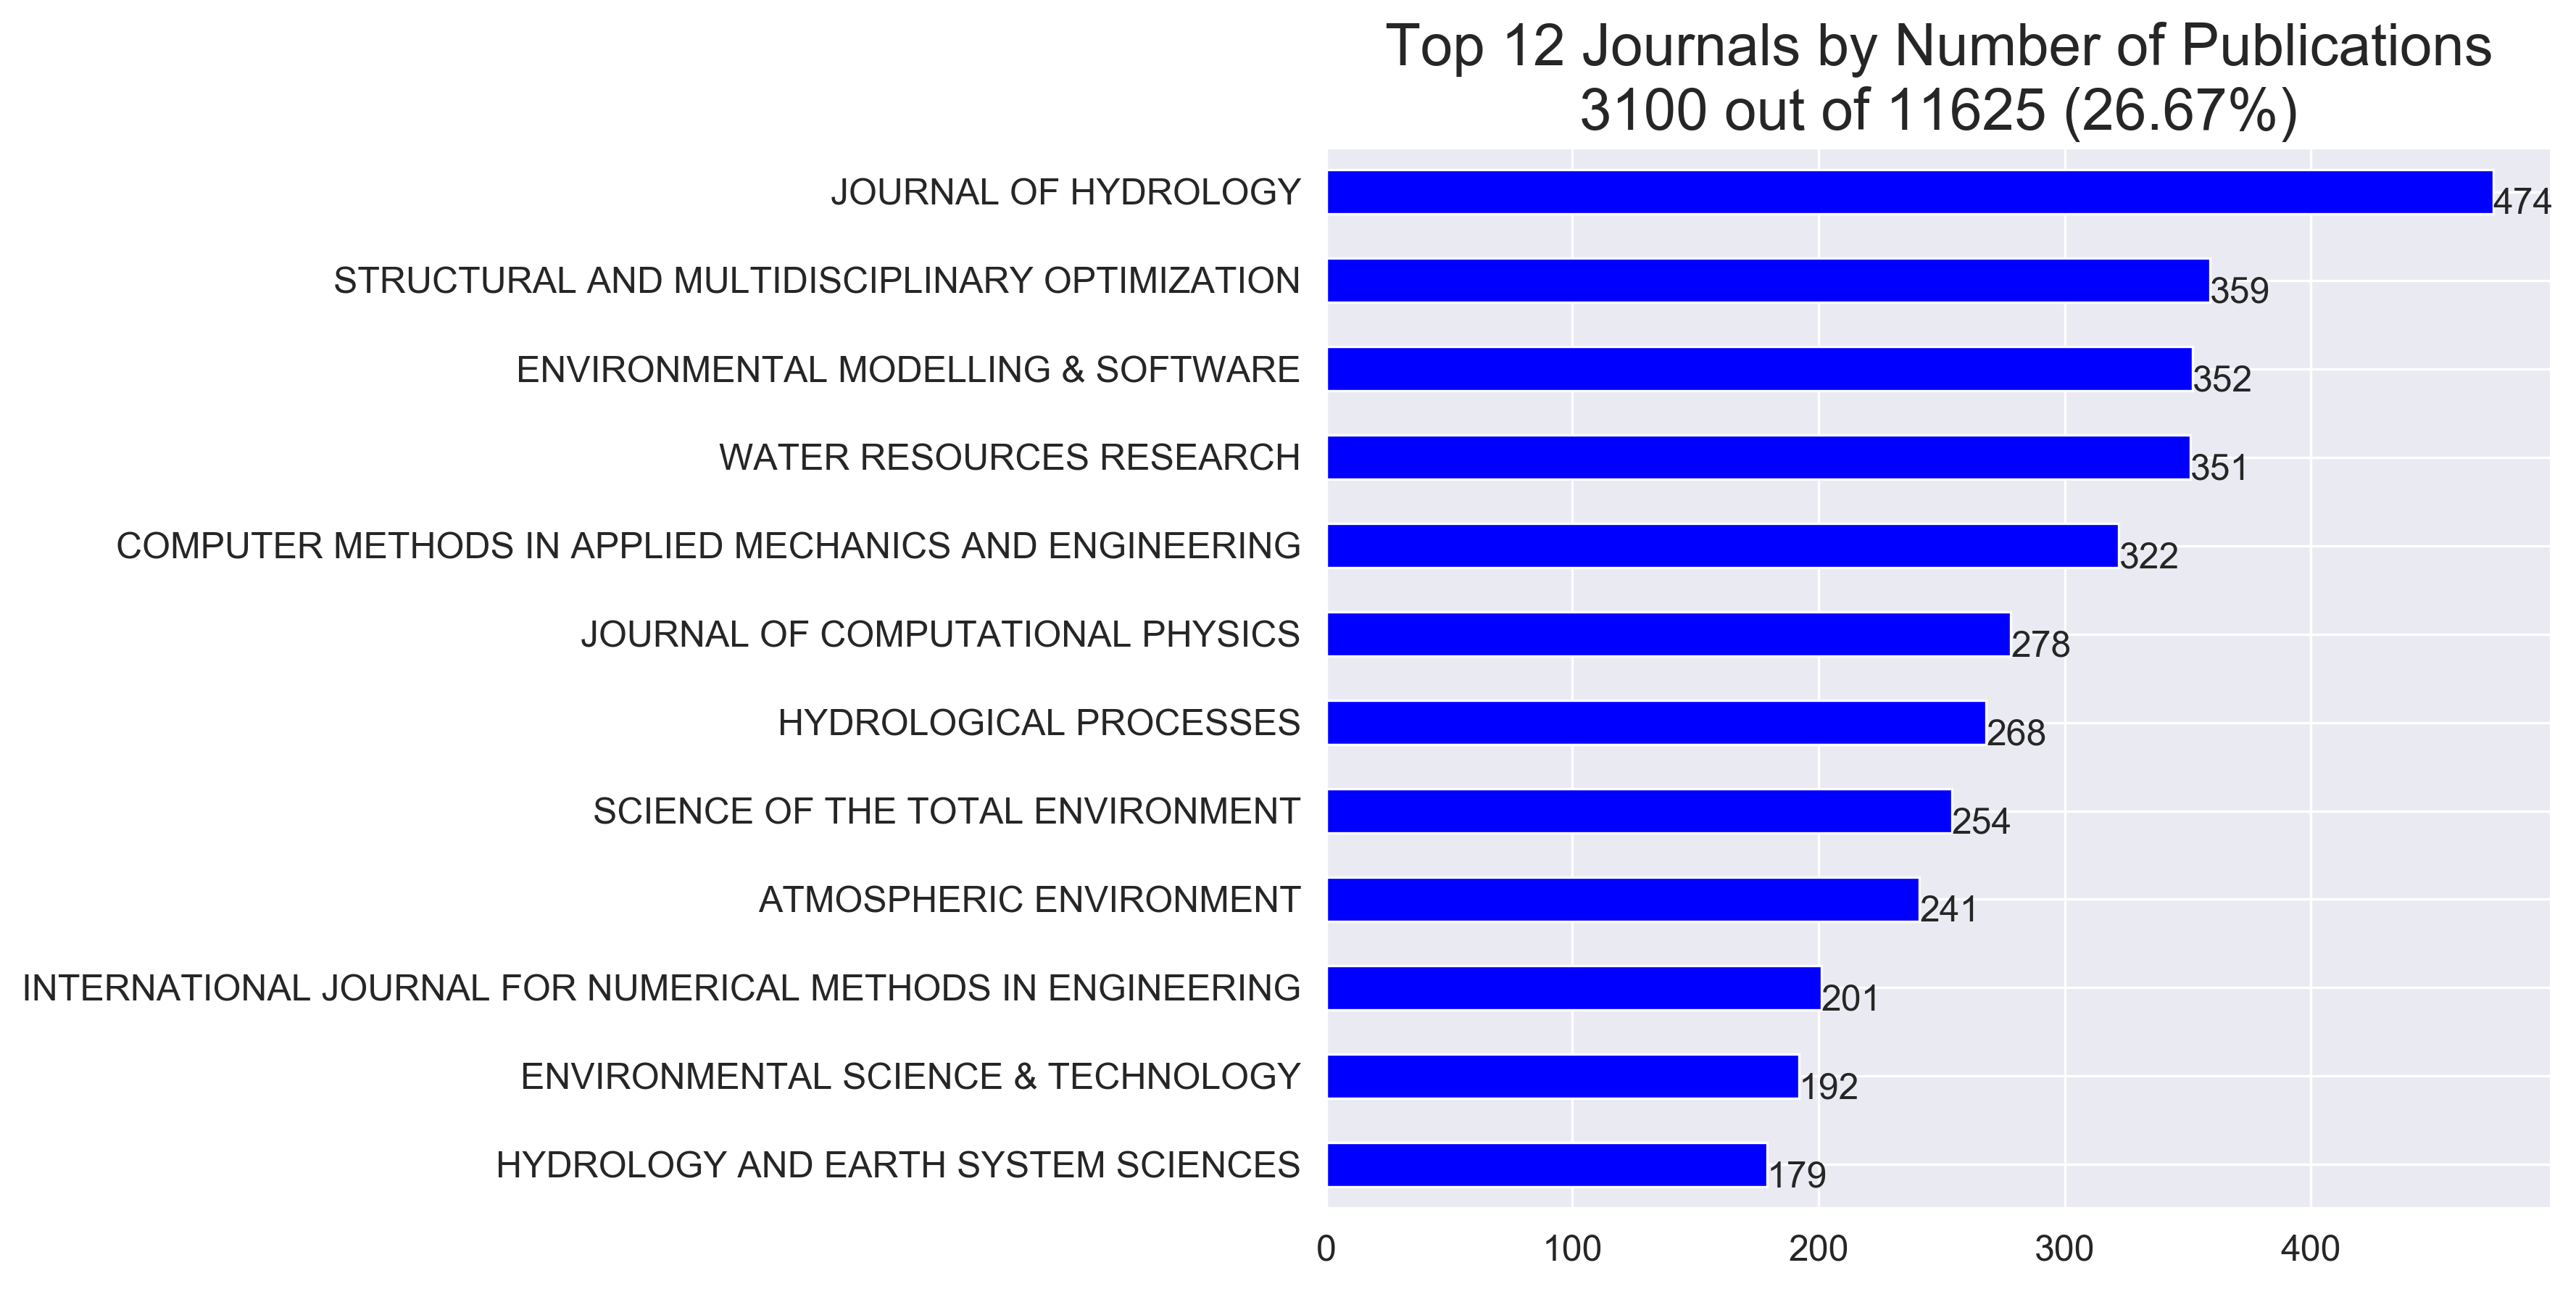 Top 12 Journals by Number of Publications
3100 out of 11625 (26.67%)
JOURNAL OF HYDROLOGY 474
STRUCTURAL AND MULTIDISCIPLINARY OPTIMIZATION 359
ENVIRONMENTAL MODELLING & SOFTWARE 352
WATER RESOURCES RESEARCH 351
COMPUTER METHODS IN APPLIED MECHANICS AND ENGINEERING 322
JOURNAL OF COMPUTATIONAL PHYSICS 278
HYDROLOGICAL PROCESSES 268
SCIENCE OF THE TOTAL ENVIRONMENT 254
ATMOSPHERIC ENVIRONMENT 241
INTERNATIONAL JOURNAL FOR NUMERICAL METHODS IN ENGINEERING 201
ENVIRONMENTAL SCIENCE & TECHNOLOGY 192
HYDROLOGY AND EARTH SYSTEM SCIENCES 179
0 100 200 300 400